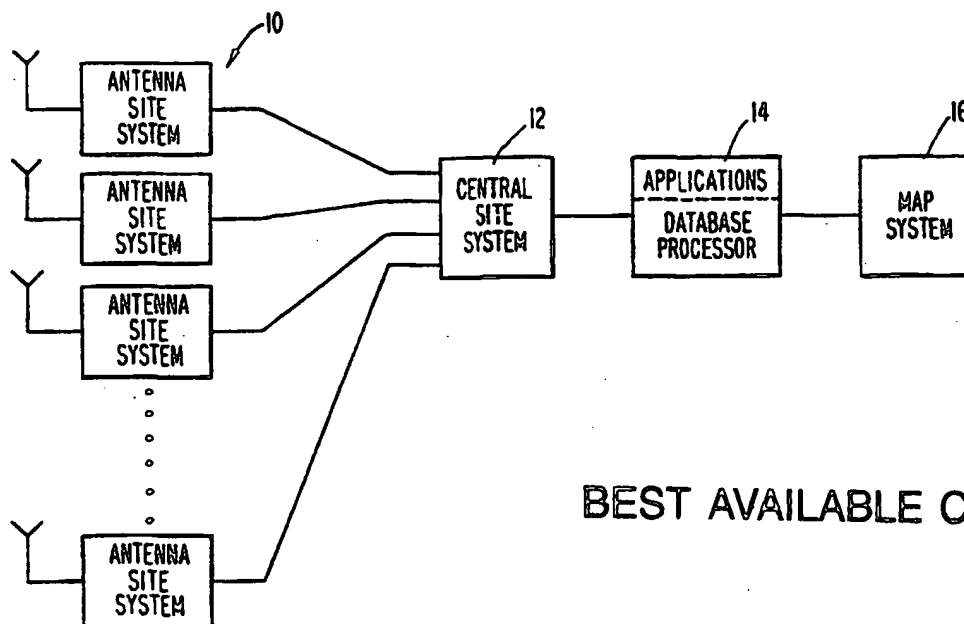 10
ANTENNA
SITE
SYSTEM
ANTENNA
SITE
SYSTEM
ANTENNA
SITE
SYSTEM
ANTENNA
SITE
SYSTEM
12
CENTRAL
SITE
SYSTEM
14
APPLICATIONS
DATABASE
PROCESSOR
16
MAP
SYSTEM
BEST AVAILABLE C